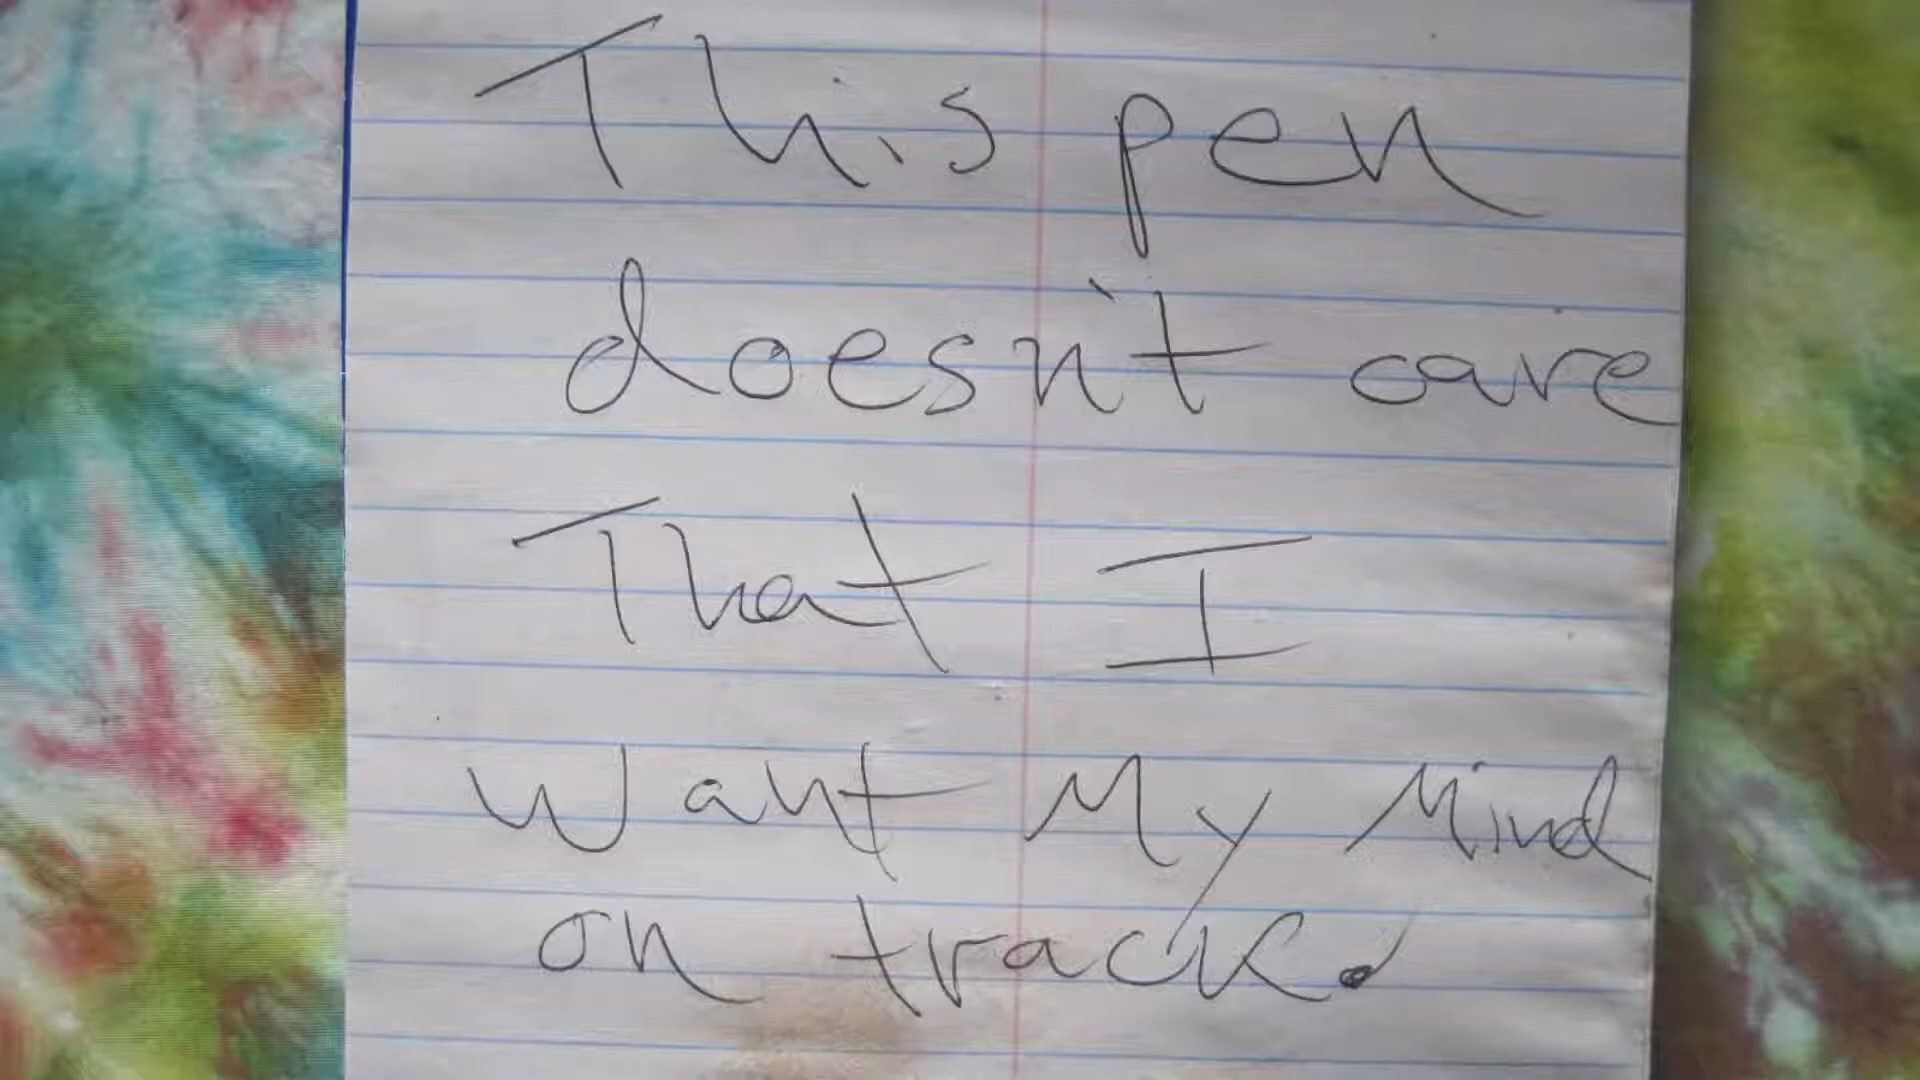 This pen
doesn't care
That I
want My Mind
on track.